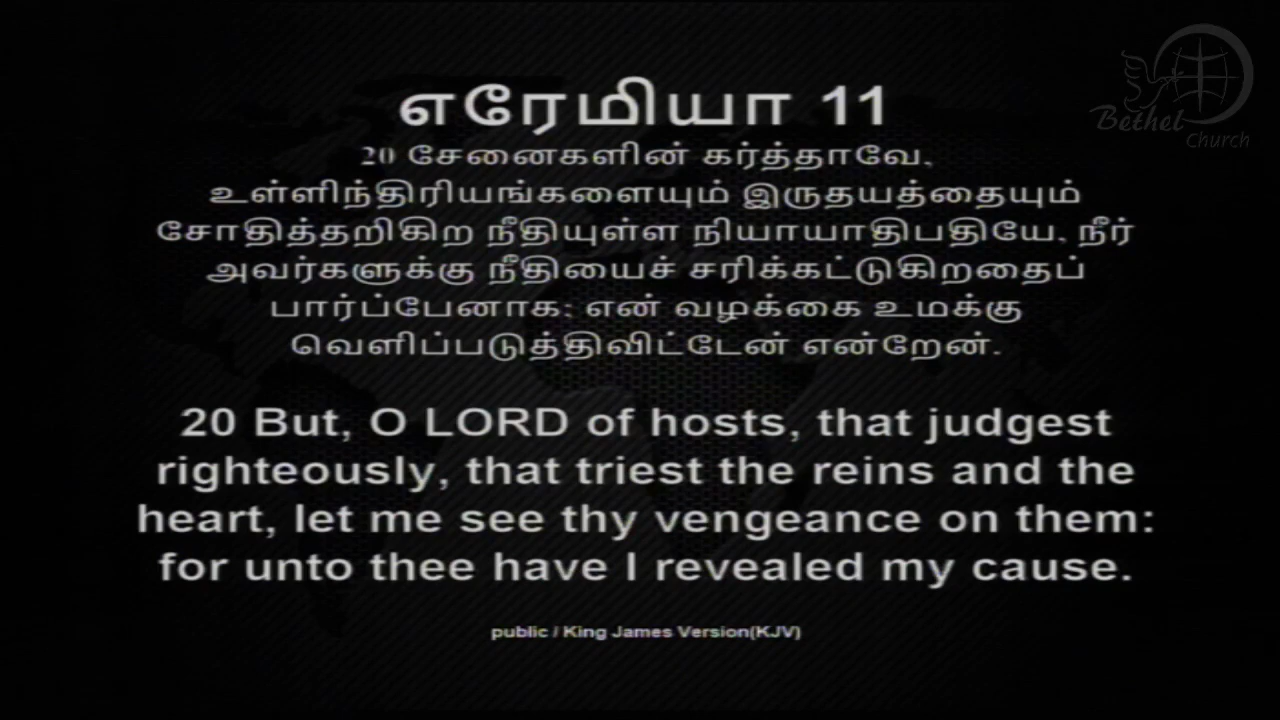 எரேமியா 11
20 சேனைகளின் கர்த்தாவே,
உள்ளிந்திரியங்களையும் இருதயத்தையும்
சோதித்தறிகிற நீதியுள்ள நியாயாதிபதியே, நீர்
அவர்களுக்கு நீதியைச் சரிக்கட்டுகிறதைப்
பார்ப்பேனாக; என் வழக்கை உமக்கு
வெளிப்படுத்திவிட்டேன் என்றேன்.
20 But, O LORD of hosts, that judgest
righteously, that triest the reins and the
heart, let me see thy vengeance on them:
for unto thee have I revealed my cause.
public / King James Version(KJV)
Bethel
Church